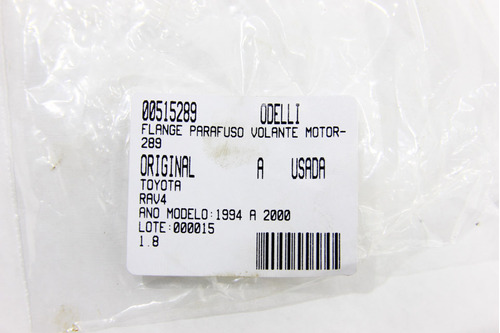 00515289 ODELLI
FLANGE PARAFUSO VOLANTE MOTOR-
289
ORIGINAL A USADA
TOYOTA
RAV4
ANO MODELO:1994 A 2000
LOTE:000015
1.8